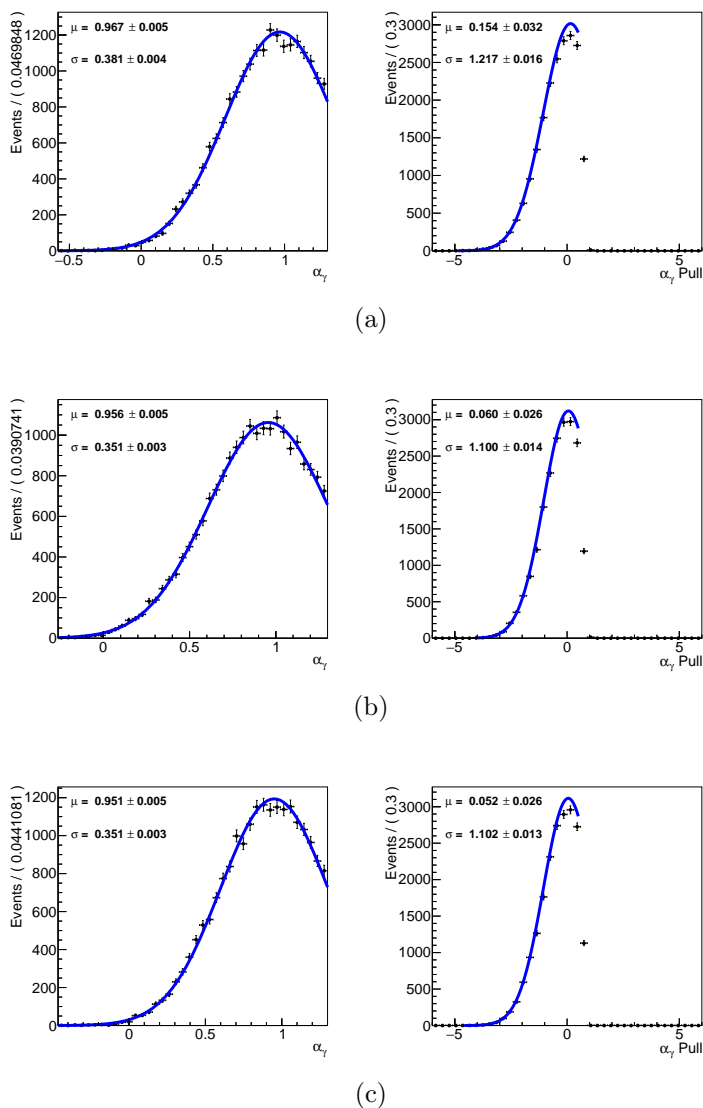 μ = 0.967 ± 0.005
σ = 0.381 ± 0.004
Events / ( 0.0469848 )
1200
1000
800
600
400
200
0
−0.5 0 0.5 1
α_γ
μ = 0.154 ± 0.032
σ = 1.217 ± 0.016
Events / ( 0.3 )
3000
2500
2000
1500
1000
500
0
−5 0 5
α_γ Pull
(a)
μ = 0.956 ± 0.005
σ = 0.351 ± 0.003
Events / ( 0.0390741 )
1000
800
600
400
200
0
0 0.5 1
α_γ
μ = 0.060 ± 0.026
σ = 1.100 ± 0.014
Events / ( 0.3 )
3000
2500
2000
1500
1000
500
0
−5 0 5
α_γ Pull
(b)
μ = 0.951 ± 0.005
σ = 0.351 ± 0.003
Events / ( 0.0441081 )
1200
1000
800
600
400
200
0
0 0.5 1
α_γ
μ = 0.052 ± 0.026
σ = 1.102 ± 0.013
Events / ( 0.3 )
3000
2500
2000
1500
1000
500
0
−5 0 5
α_γ Pull
(c)